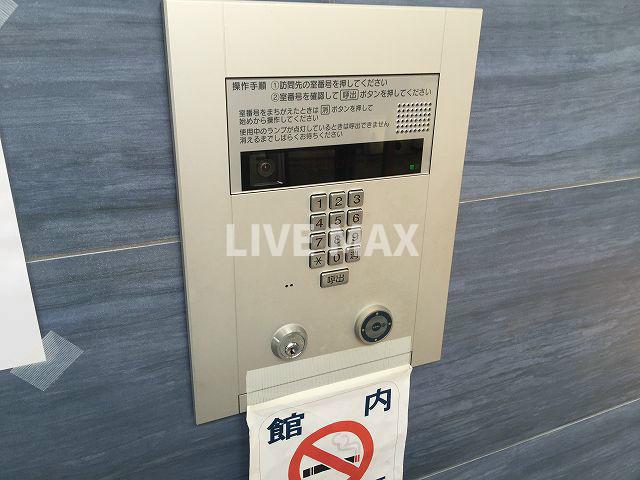 操作手順 ①訪問先の室番号を押してください
②室番号を確認して 呼出 ボタンを押してください
室番号をまちがえたときは 消 ボタンを押して
始めから操作してください
使用中のランプが点灯しているときは呼出できません
消えるまでしばらくお待ちください
1 2 3
4 5 6
7 8 9
* 0 消
呼出
LIVE MAX
館 内